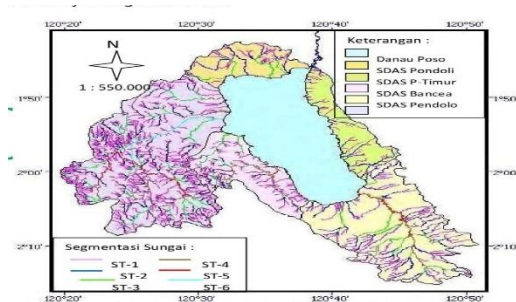 120°20' 120°30' 120°40' 120°50'
N
1 : 550.000
Keterangan :
Danau Poso
SDAS Pondoli
SDAS P-Timur
SDAS Bancea
SDAS Pendolo
1°50' 1°50'
2°00' 2°00'
2°10' 2°10'
Segmentasi Sungai :
ST-1 ST-4
ST-2 ST-5
ST-3 ST-6
120°20' 120°30' 120°40' 120°50'